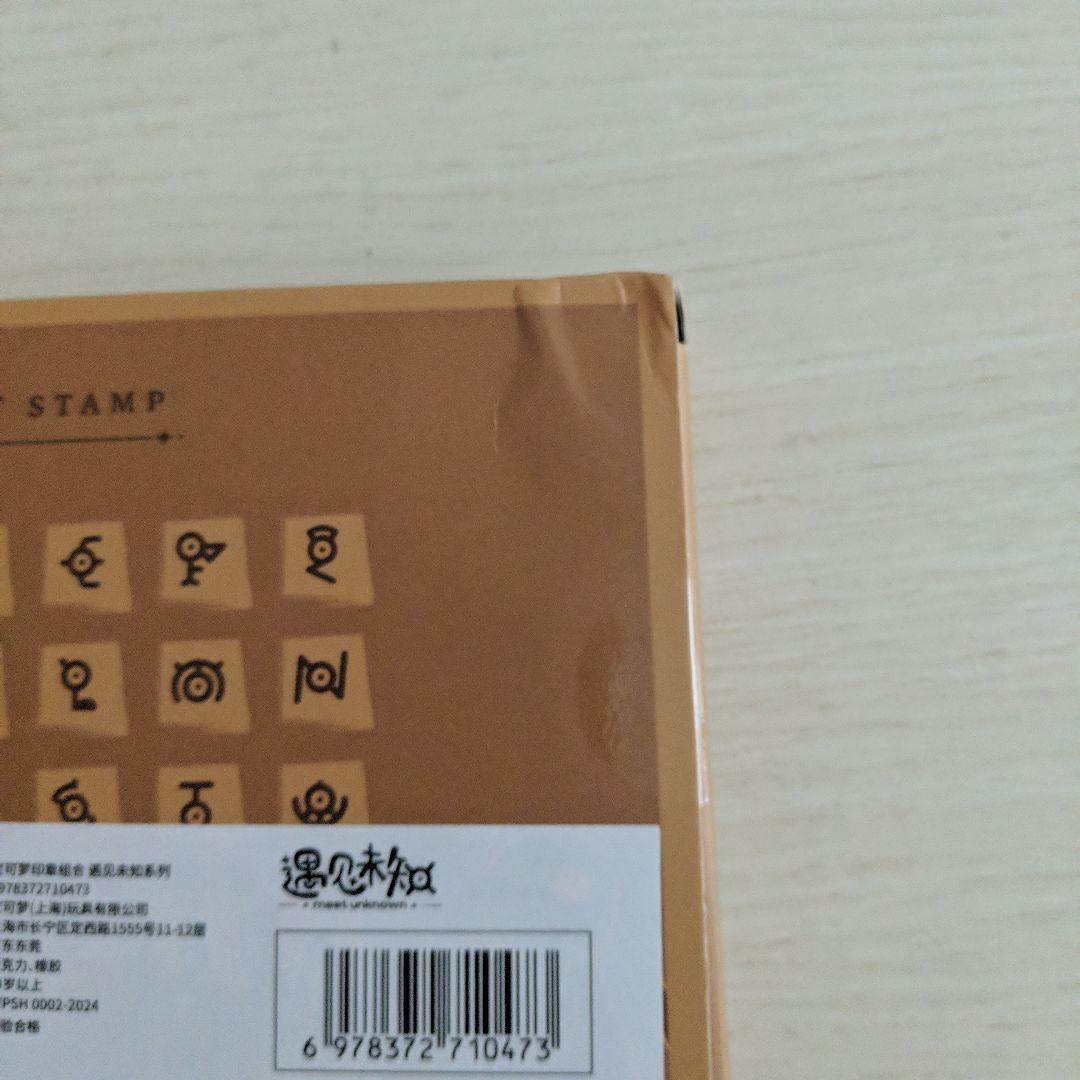 STAMP
可梦印章组合 遇见未知系列
978372710473
可梦(上海)玩具有限公司
海市长宁区定西路1555号11-12层
东东莞
克力、橡胶
岁以上
PSH 0002-2024
验合格
遇见未知
meet unknown
6 978372 710473